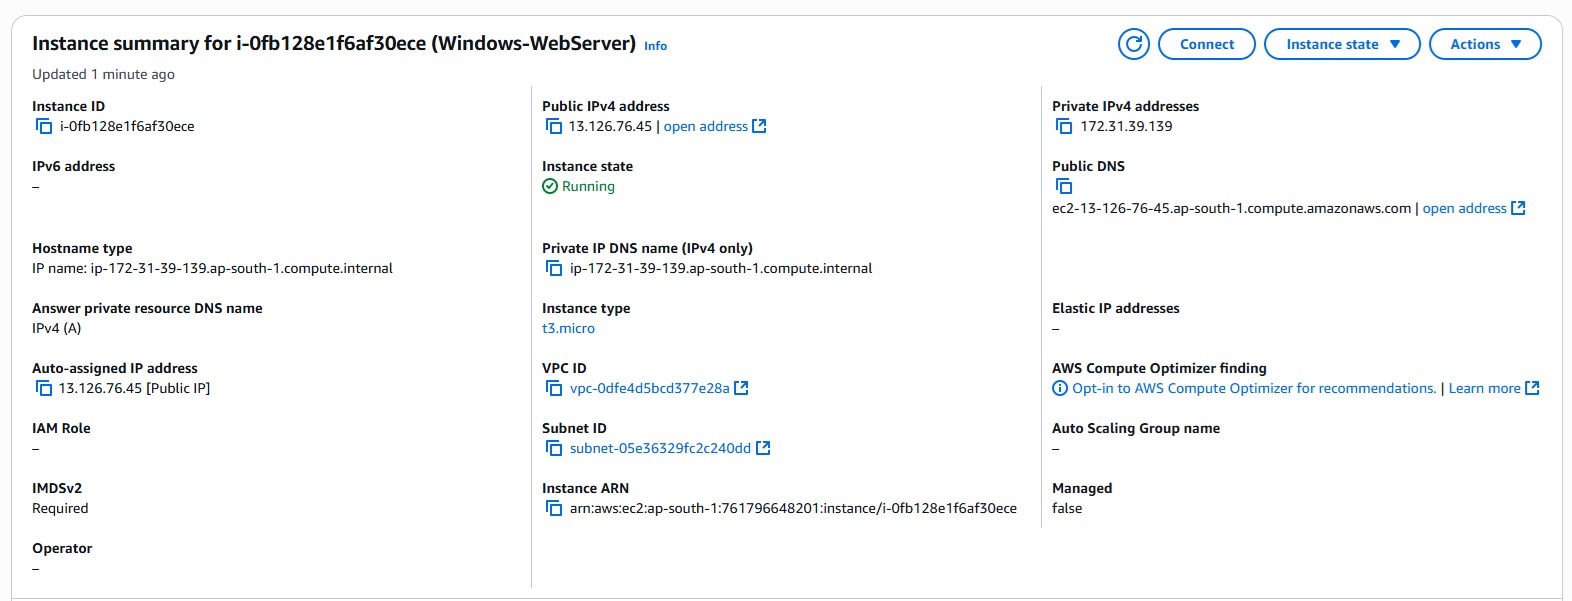 Instance summary for i-0fb128e1f6af30ece (Windows-WebServer) Info
Connect
Instance state
Actions
Updated 1 minute ago
Instance ID
i-0fb128e1f6af30ece
Public IPv4 address
13.126.76.45 | open address
Private IPv4 addresses
172.31.39.139
IPv6 address
–
Instance state
Running
Public DNS
ec2-13-126-76-45.ap-south-1.compute.amazonaws.com | open address
Hostname type
IP name: ip-172-31-39-139.ap-south-1.compute.internal
Private IP DNS name (IPv4 only)
ip-172-31-39-139.ap-south-1.compute.internal
Answer private resource DNS name
IPv4 (A)
Instance type
t3.micro
Elastic IP addresses
–
Auto-assigned IP address
13.126.76.45 [Public IP]
VPC ID
vpc-0dfe4d5bcd377e28a
AWS Compute Optimizer finding
Opt-in to AWS Compute Optimizer for recommendations. | Learn more
IAM Role
–
Subnet ID
subnet-05e36329fc2c240dd
Auto Scaling Group name
–
IMDSv2
Required
Instance ARN
arn:aws:ec2:ap-south-1:761796648201:instance/i-0fb128e1f6af30ece
Managed
false
Operator
–